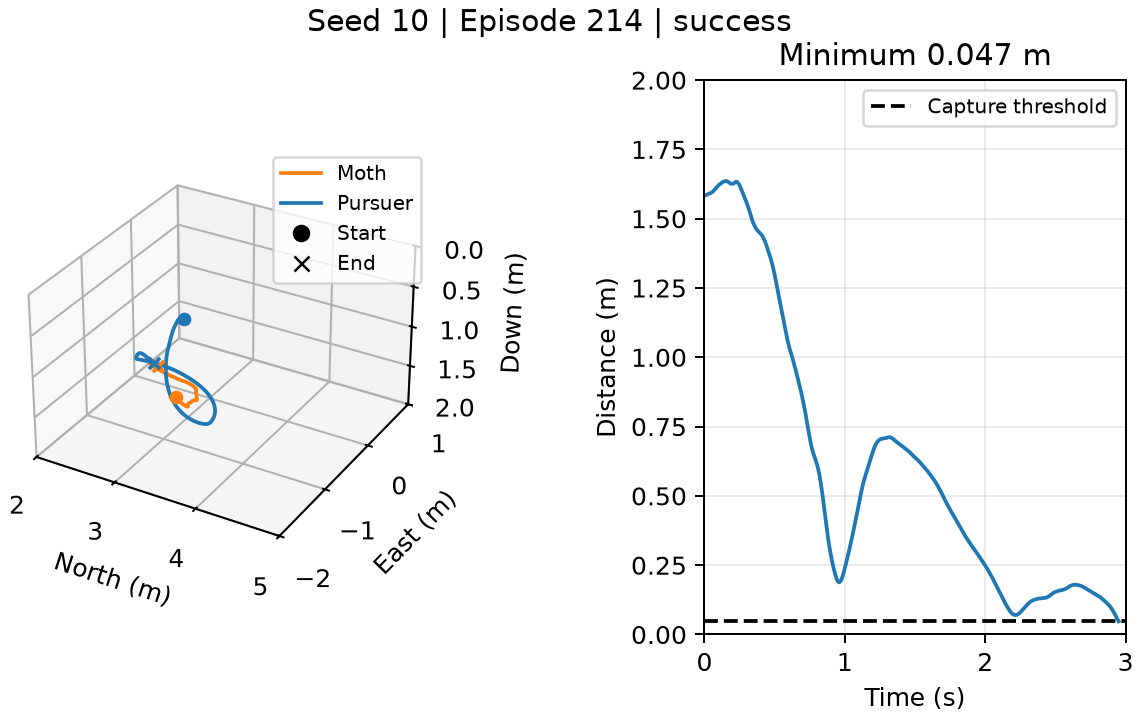 Seed 10 | Episode 214 | success
Moth
Pursuer
Start
End
0.0
0.5
1.0
1.5
2.0
Down (m)
1
0
−1
−2
East (m)
2
3
4
5
North (m)
Minimum 0.047 m
Capture threshold
2.00
1.75
1.50
1.25
1.00
0.75
0.50
0.25
0.00
Distance (m)
0
1
2
3
Time (s)